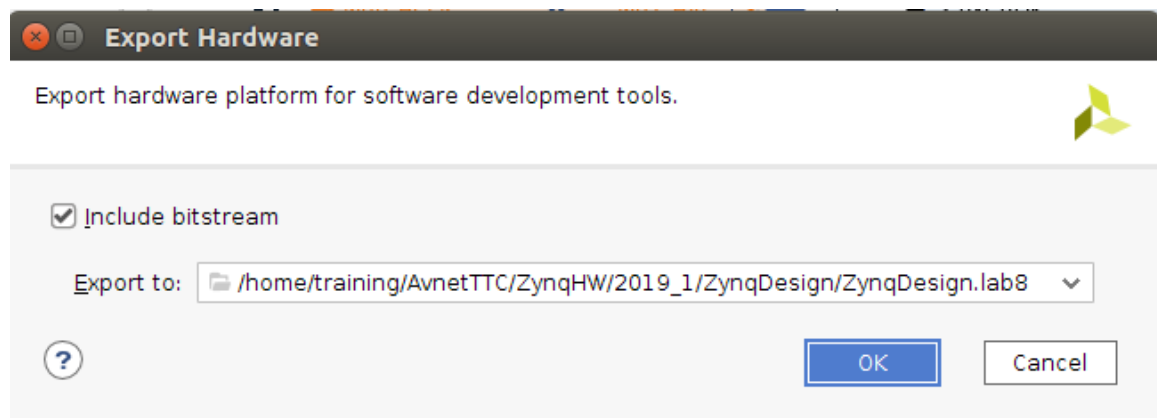 Export Hardware
Export hardware platform for software development tools.
Include bitstream
Export to: /home/training/AvnetTTC/ZynqHW/2019_1/ZynqDesign/ZynqDesign.lab8
?
OK Cancel